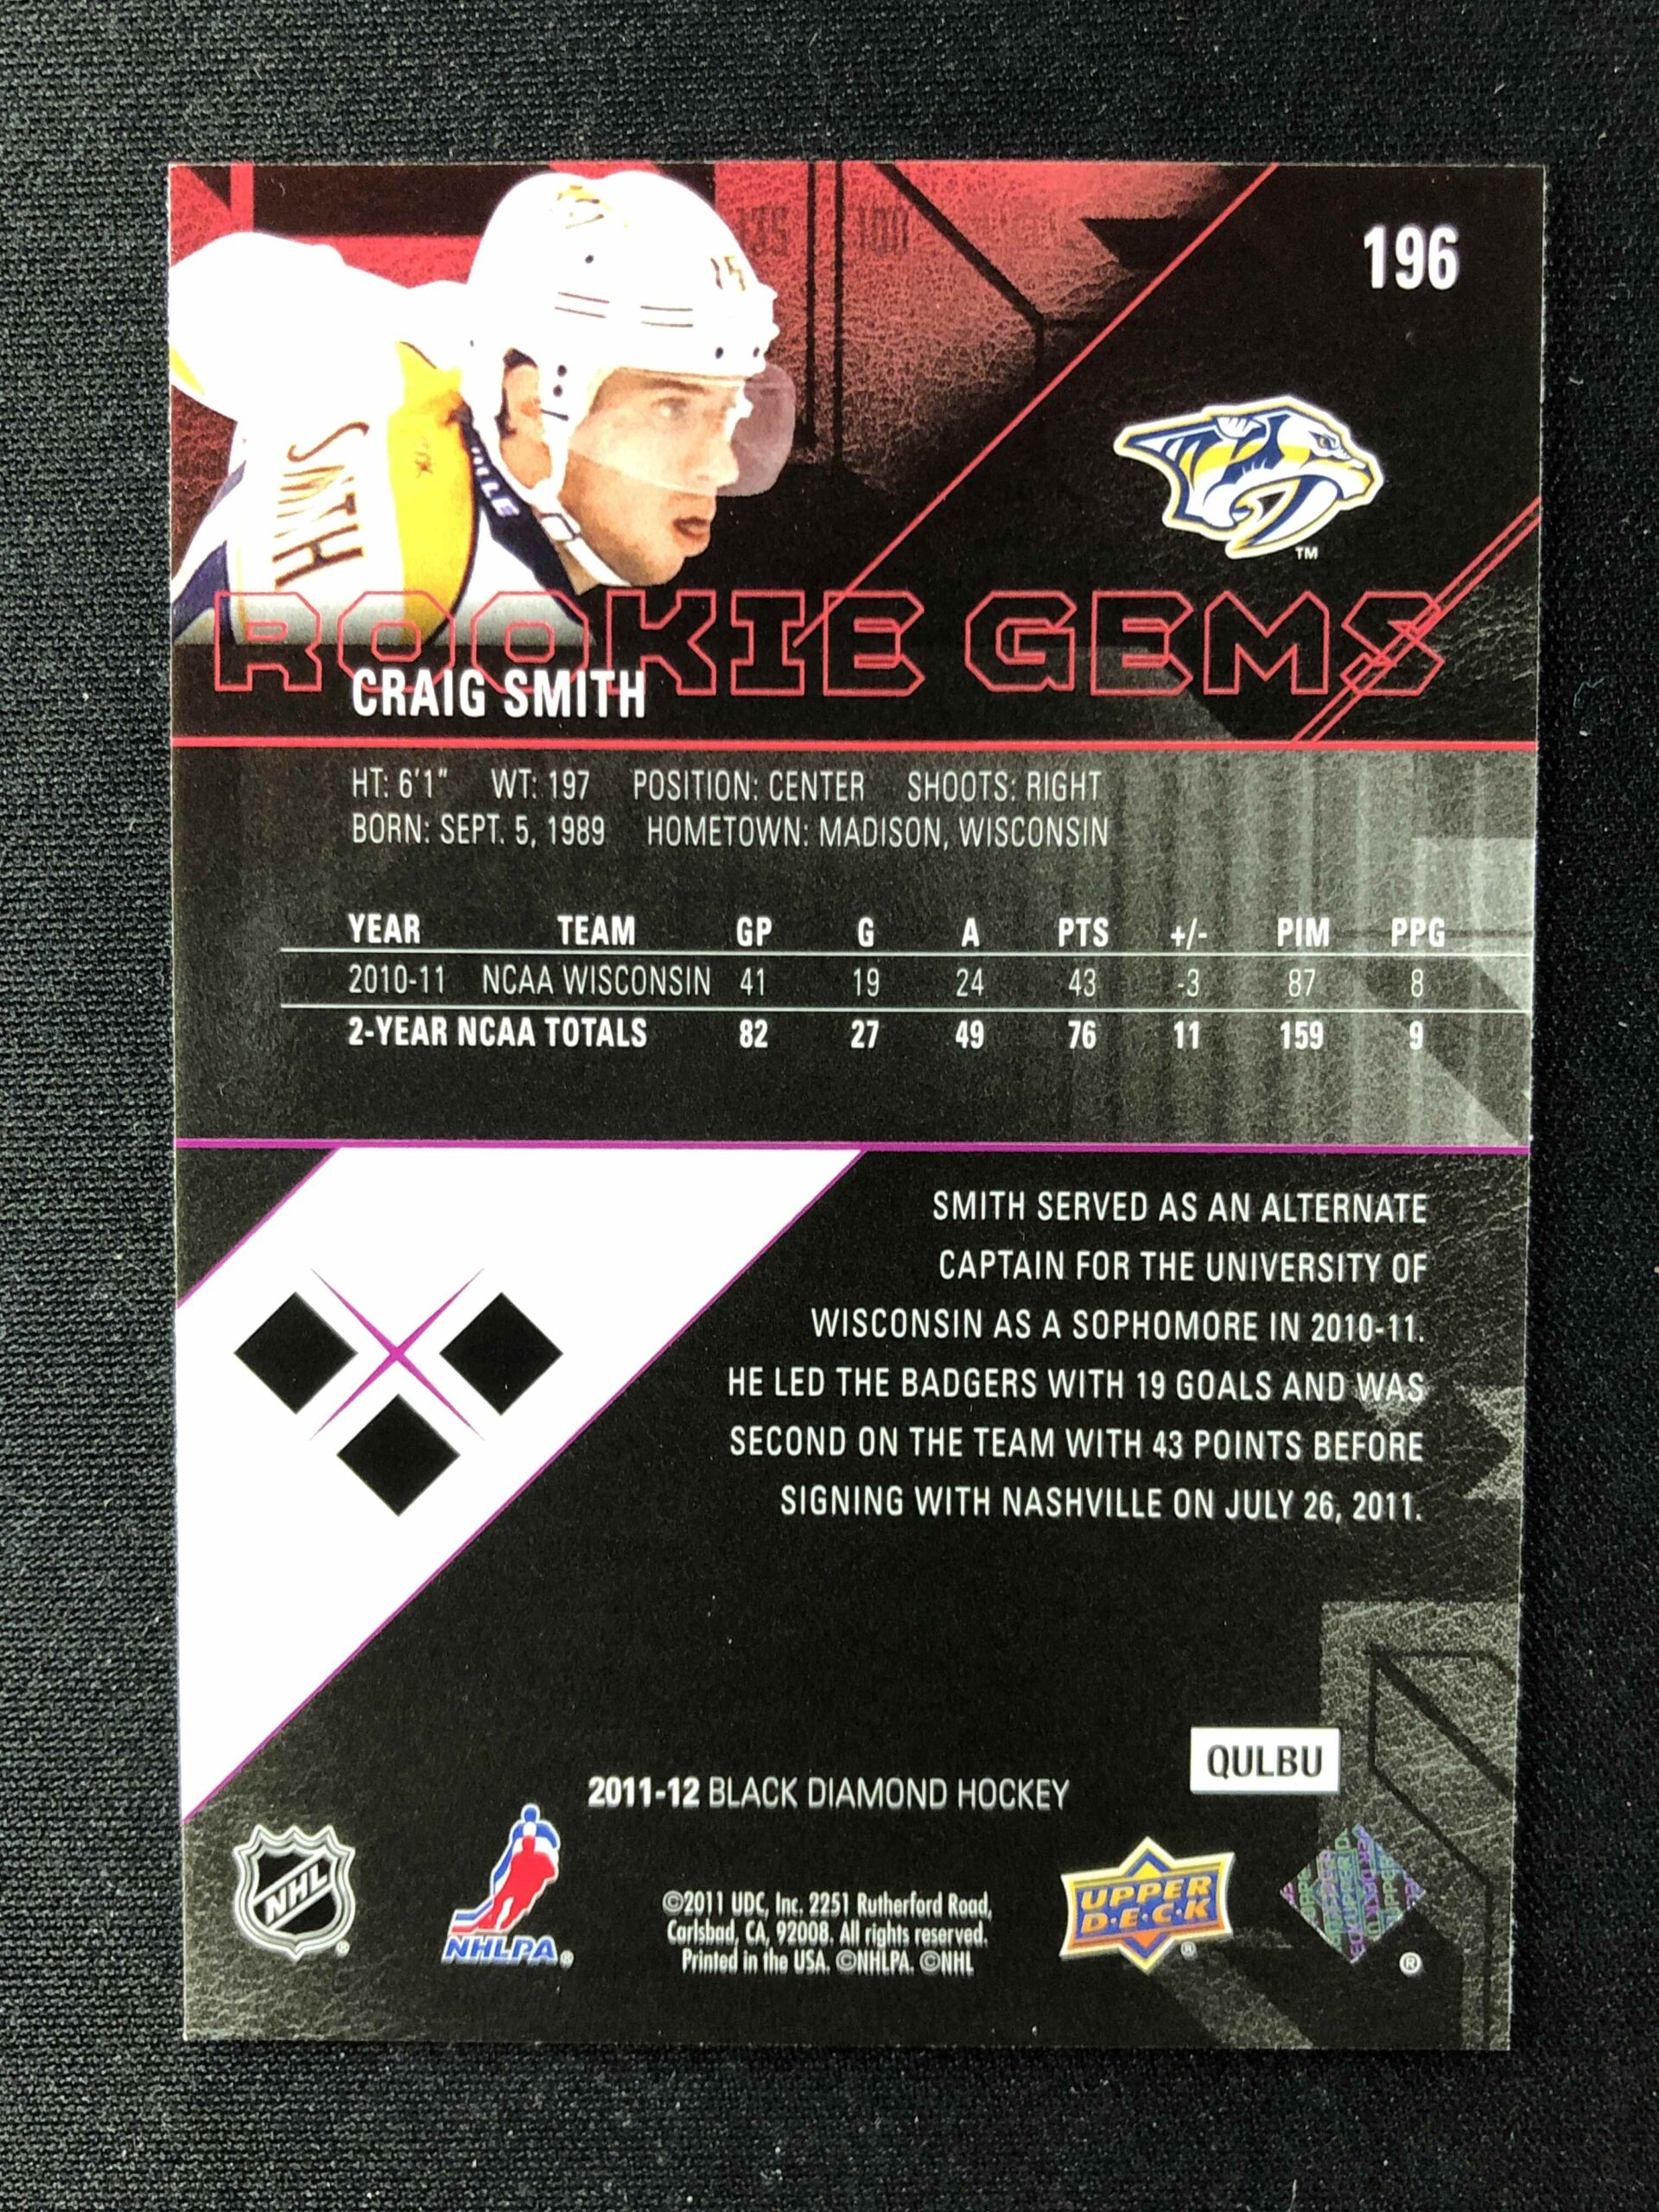 196
15
SMITH
VILLE
TM
ROOKIE GEMS
CRAIG SMITH
HT: 6'1" WT: 197 POSITION: CENTER SHOOTS: RIGHT
BORN: SEPT. 5, 1989 HOMETOWN: MADISON, WISCONSIN
YEAR TEAM GP G A PTS +/- PIM PPG
2010-11 NCAA WISCONSIN 41 19 24 43 -3 87 8
2-YEAR NCAA TOTALS 82 27 49 76 11 159 9
SMITH SERVED AS AN ALTERNATE
CAPTAIN FOR THE UNIVERSITY OF
WISCONSIN AS A SOPHOMORE IN 2010-11.
HE LED THE BADGERS WITH 19 GOALS AND WAS
SECOND ON THE TEAM WITH 43 POINTS BEFORE
SIGNING WITH NASHVILLE ON JULY 26, 2011.
QULBU
2011-12 BLACK DIAMOND HOCKEY
NHL ®
NHLPA ®
©2011 UDC, Inc. 2251 Rutherford Road,
Carlsbad, CA, 92008. All rights reserved.
Printed in the USA. ©NHLPA. ©NHL
UPPER
D·E·C·K ®
®